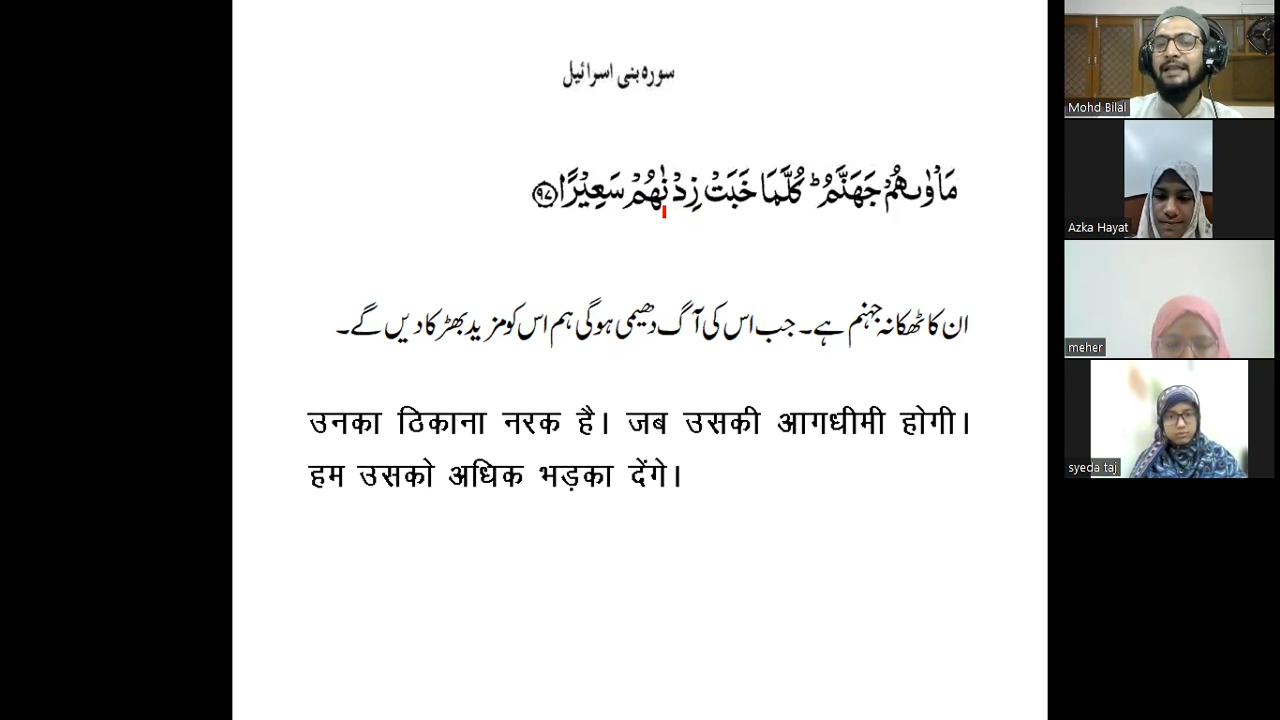 سورہ بنی اسرائیل
مَاْوٰىهُمْ جَهَنَّمُ ؕ كُلَّمَا خَبَتْ زِدْنٰهُمْ سَعِيْرًا ﴿۹۷﴾
ان کا ٹھکانہ جہنم ہے۔ جب اس کی آگ دھیمی ہوگی ہم اس کو مزید بھڑکا دیں گے۔
उनका ठिकाना नरक है। जब उसकी आगधीमी होगी।
हम उसको अधिक भड़का देंगे।
Mohd Bilal
Azka Hayat
meher
syeda taj